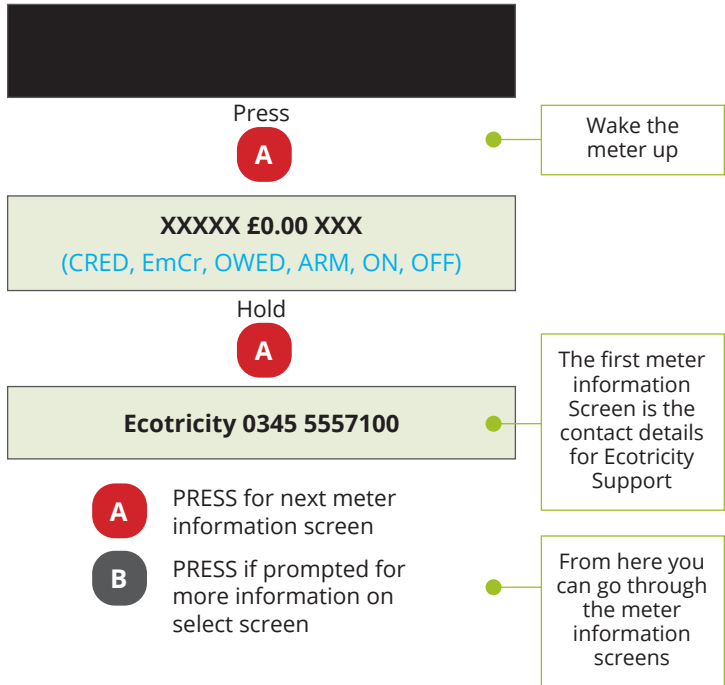 Press
A
Wake the
meter up
XXXXX £0.00 XXX
(CRED, EmCr, OWED, ARM, ON, OFF)
Hold
A
Ecotricity 0345 5557100
The first meter
information
Screen is the
contact details
for Ecotricity
Support
A
PRESS for next meter
information screen
B
PRESS if prompted for
more information on
select screen
From here you
can go through
the meter
information
screens